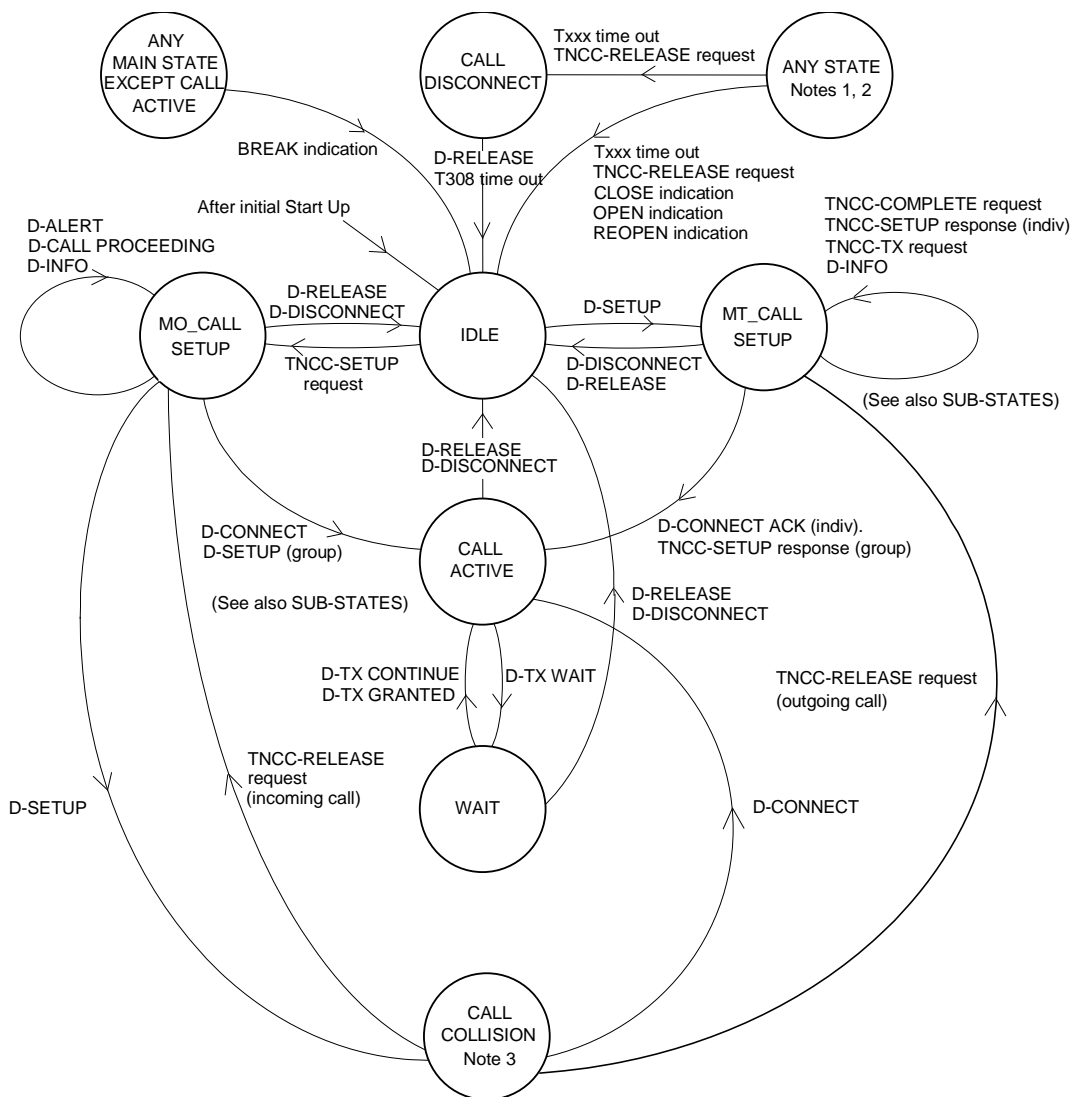 ANY
MAIN STATE
EXCEPT CALL
ACTIVE
CALL
DISCONNECT
Txxx time out
TNCC-RELEASE request
ANY STATE
Notes 1, 2
BREAK indication
D-RELEASE
T308 time out
Txxx time out
TNCC-RELEASE request
CLOSE indication
OPEN indication
REOPEN indication
After initial Start Up
D-ALERT
D-CALL PROCEEDING
D-INFO
TNCC-COMPLETE request
TNCC-SETUP response (indiv)
TNCC-TX request
D-INFO
MO_CALL
SETUP
D-RELEASE
D-DISCONNECT
TNCC-SETUP
request
IDLE
D-SETUP
D-DISCONNECT
D-RELEASE
MT_CALL
SETUP
(See also SUB-STATES)
D-RELEASE
D-DISCONNECT
D-CONNECT
D-SETUP (group)
CALL
ACTIVE
D-CONNECT ACK (indiv).
TNCC-SETUP response (group)
(See also SUB-STATES)
D-RELEASE
D-DISCONNECT
D-TX CONTINUE
D-TX GRANTED
D-TX WAIT
TNCC-RELEASE request
(outgoing call)
TNCC-RELEASE
request
(incoming call)
WAIT
D-SETUP
D-CONNECT
CALL
COLLISION
Note 3